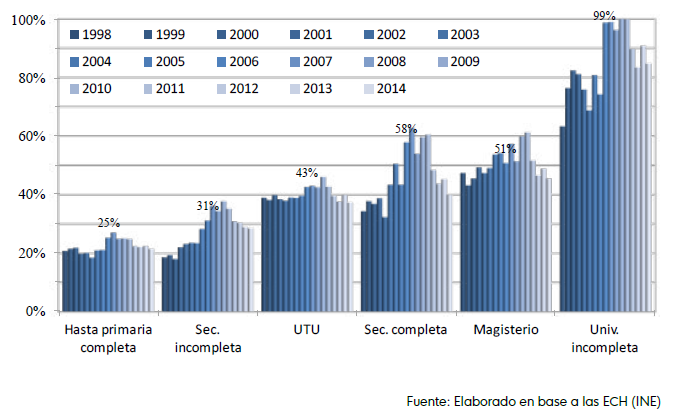 100%
80%
60%
40%
20%
0%
1998 1999 2000 2001 2002 2003
2004 2005 2006 2007 2008 2009
2010 2011 2012 2013 2014
25%
31%
43%
58%
51%
99%
Hasta primaria completa
Sec. incompleta
UTU
Sec. completa
Magisterio
Univ. incompleta
Fuente: Elaborado en base a las ECH (INE)